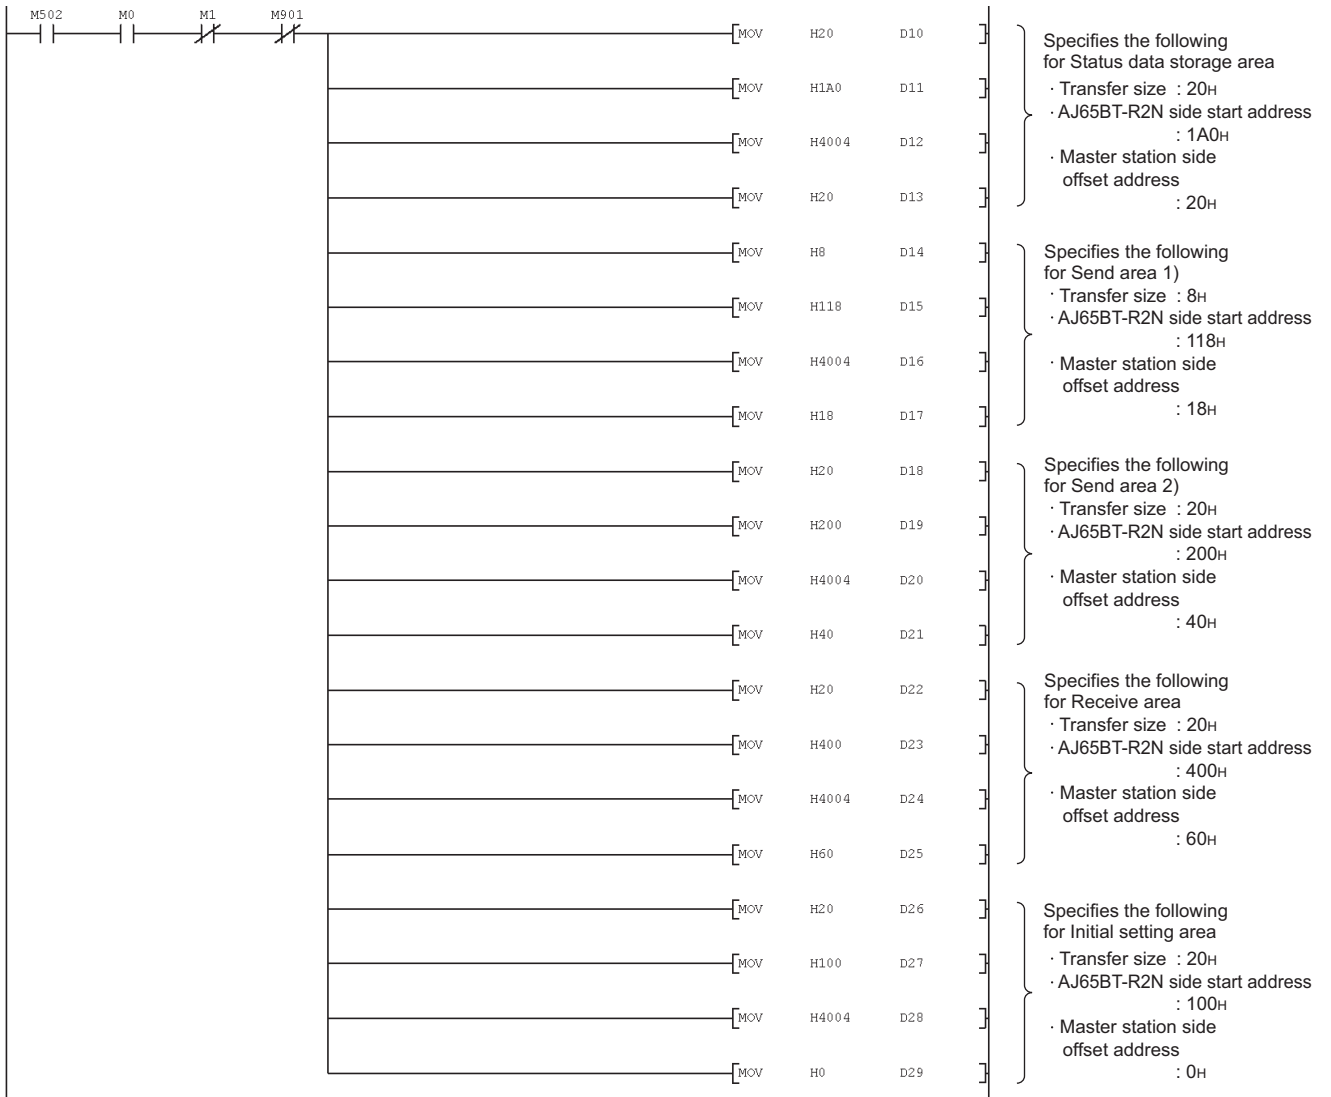 M502 M0 M1 M901
MOV H20 D10
MOV H1A0 D11
MOV H4004 D12
MOV H20 D13
Specifies the following
for Status data storage area
· Transfer size : 20H
· AJ65BT-R2N side start address
: 1A0H
· Master station side
offset address
: 20H
MOV H8 D14
MOV H118 D15
MOV H4004 D16
MOV H18 D17
Specifies the following
for Send area 1)
· Transfer size : 8H
· AJ65BT-R2N side start address
: 118H
· Master station side
offset address
: 18H
MOV H20 D18
MOV H200 D19
MOV H4004 D20
MOV H40 D21
Specifies the following
for Send area 2)
· Transfer size : 20H
· AJ65BT-R2N side start address
: 200H
· Master station side
offset address
: 40H
MOV H20 D22
MOV H400 D23
MOV H4004 D24
MOV H60 D25
Specifies the following
for Receive area
· Transfer size : 20H
· AJ65BT-R2N side start address
: 400H
· Master station side
offset address
: 60H
MOV H20 D26
MOV H100 D27
MOV H4004 D28
MOV H0 D29
Specifies the following
for Initial setting area
· Transfer size : 20H
· AJ65BT-R2N side start address
: 100H
· Master station side
offset address
: 0H